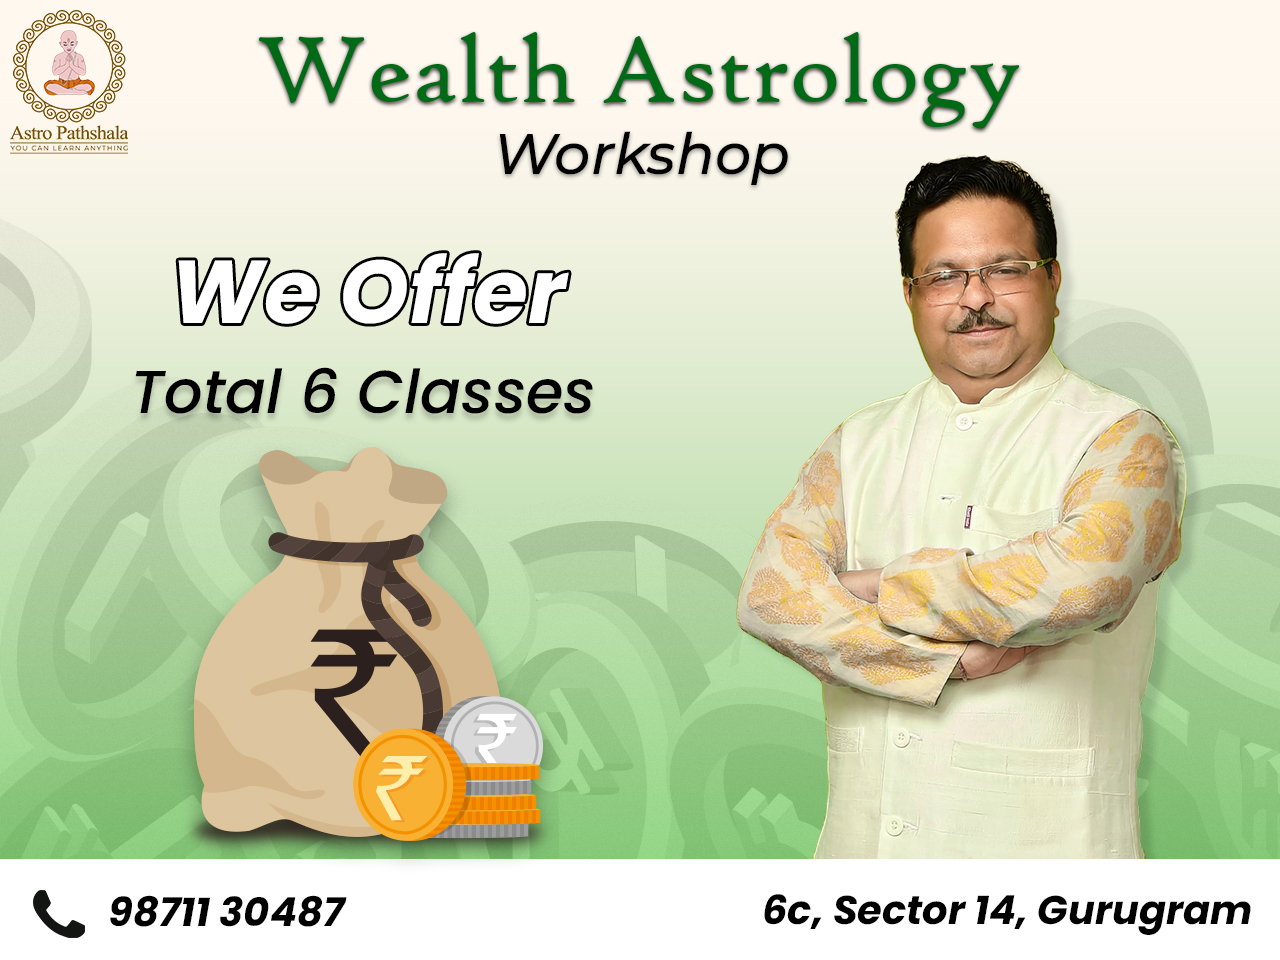 Astro Pathshala
YOU CAN LEARN ANYTHING
Wealth Astrology
Workshop
We Offer
Total 6 Classes
₹
₹
₹
98711 30487
6c, Sector 14, Gurugram